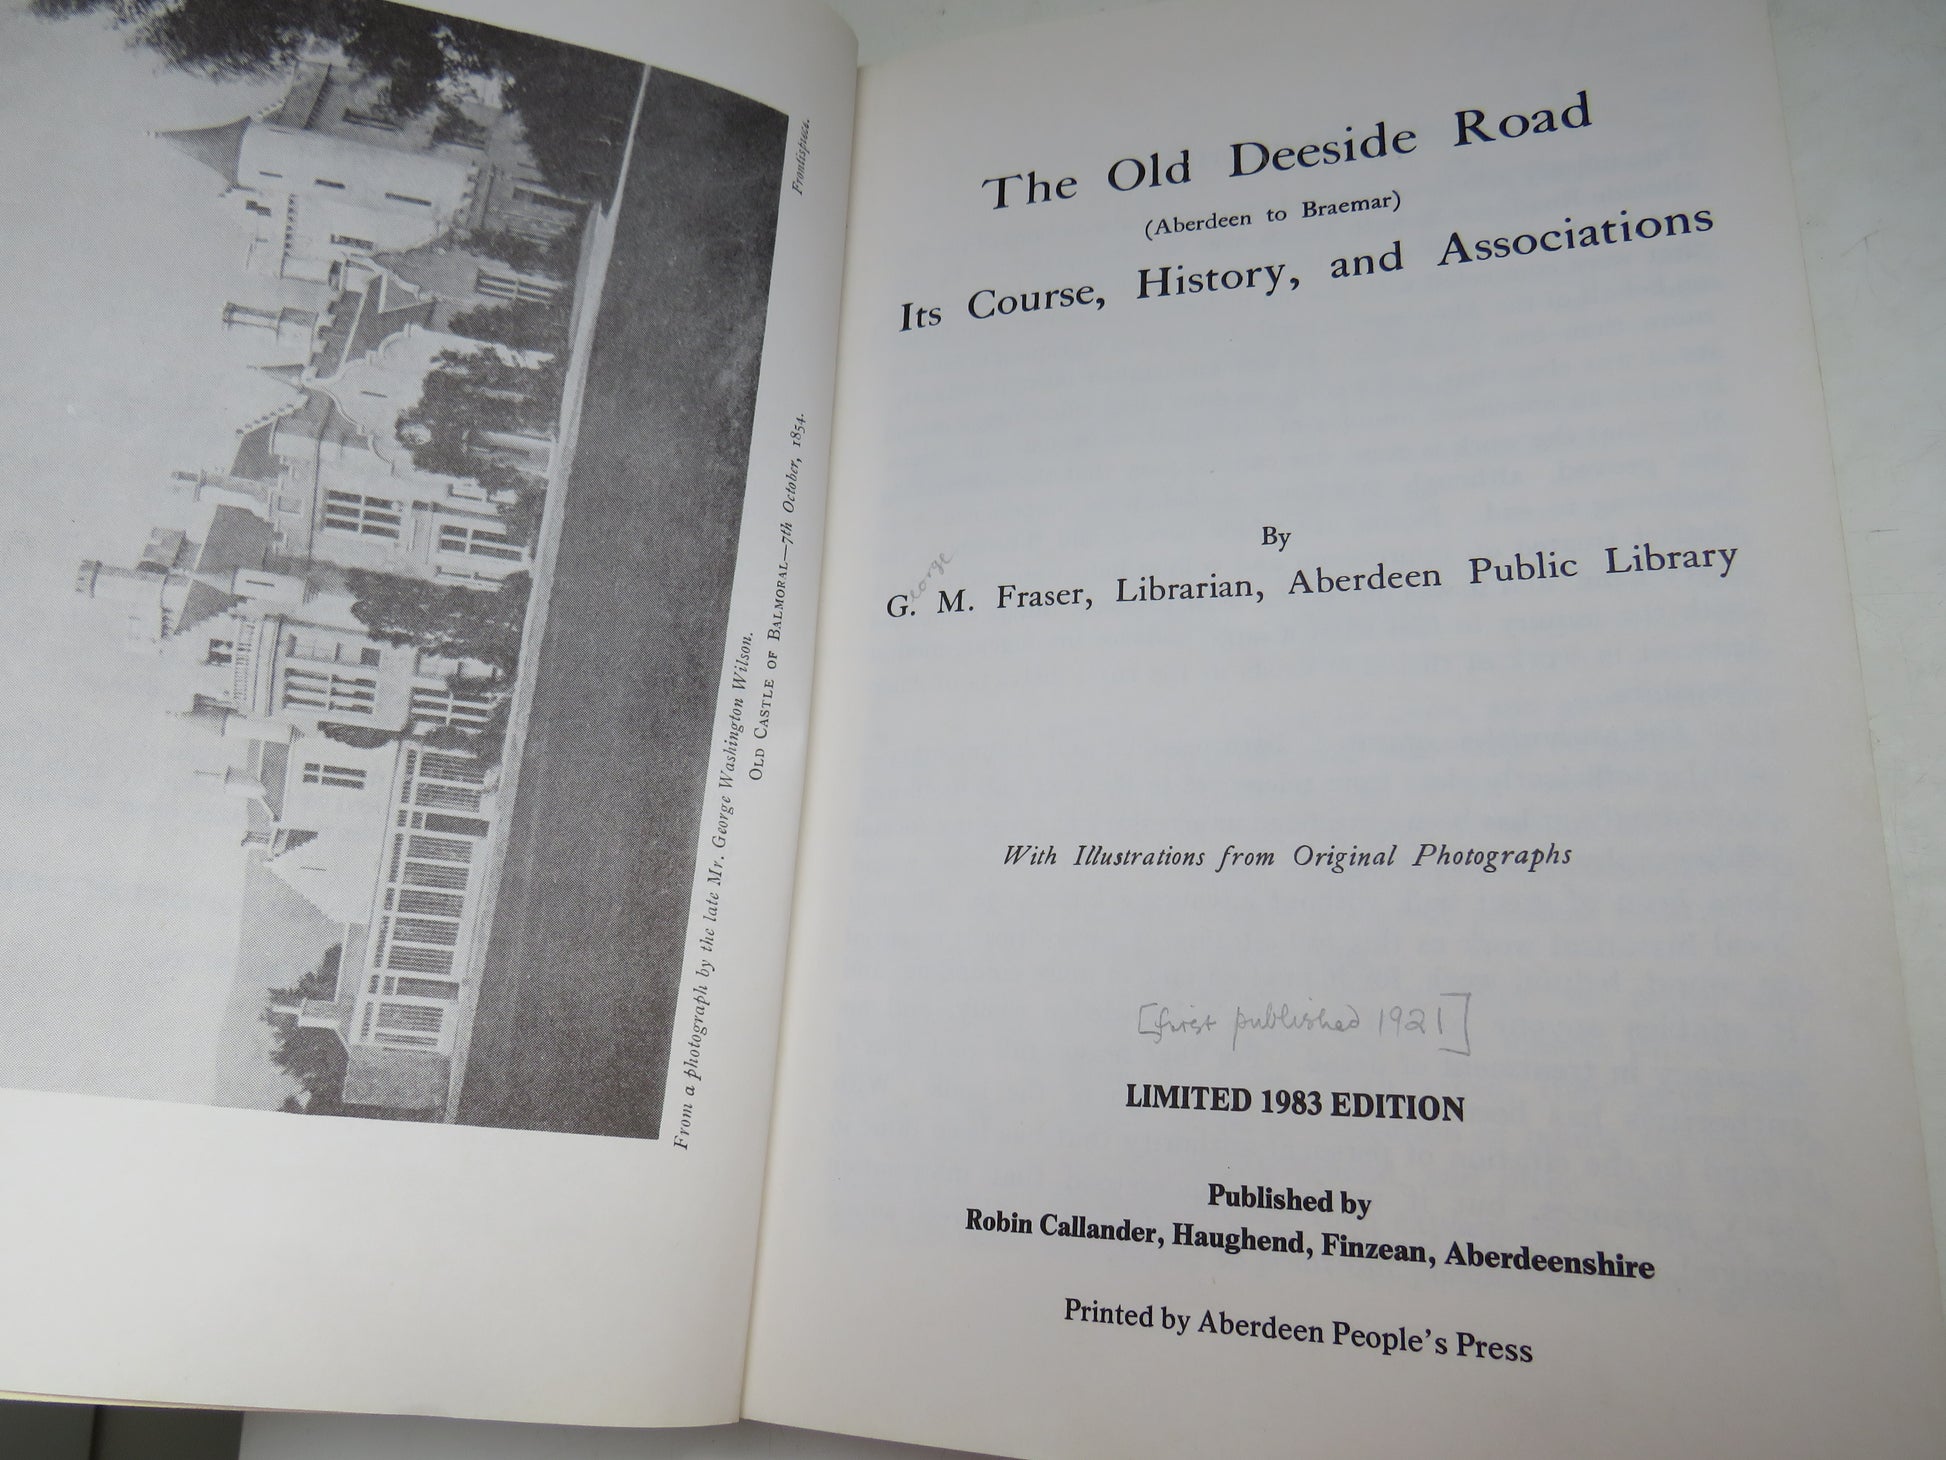 Frontispiece.
From a photograph by the late Mr. George Washington Wilson.
OLD CASTLE OF BALMORAL—7th October, 1854.
The Old Deeside Road
(Aberdeen to Braemar)
Its Course, History, and Associations
By
George
G. M. Fraser, Librarian, Aberdeen Public Library
With Illustrations from Original Photographs
[first published 1921]
LIMITED 1983 EDITION
Published by
Robin Callander, Haughend, Finzean, Aberdeenshire
Printed by Aberdeen People's Press